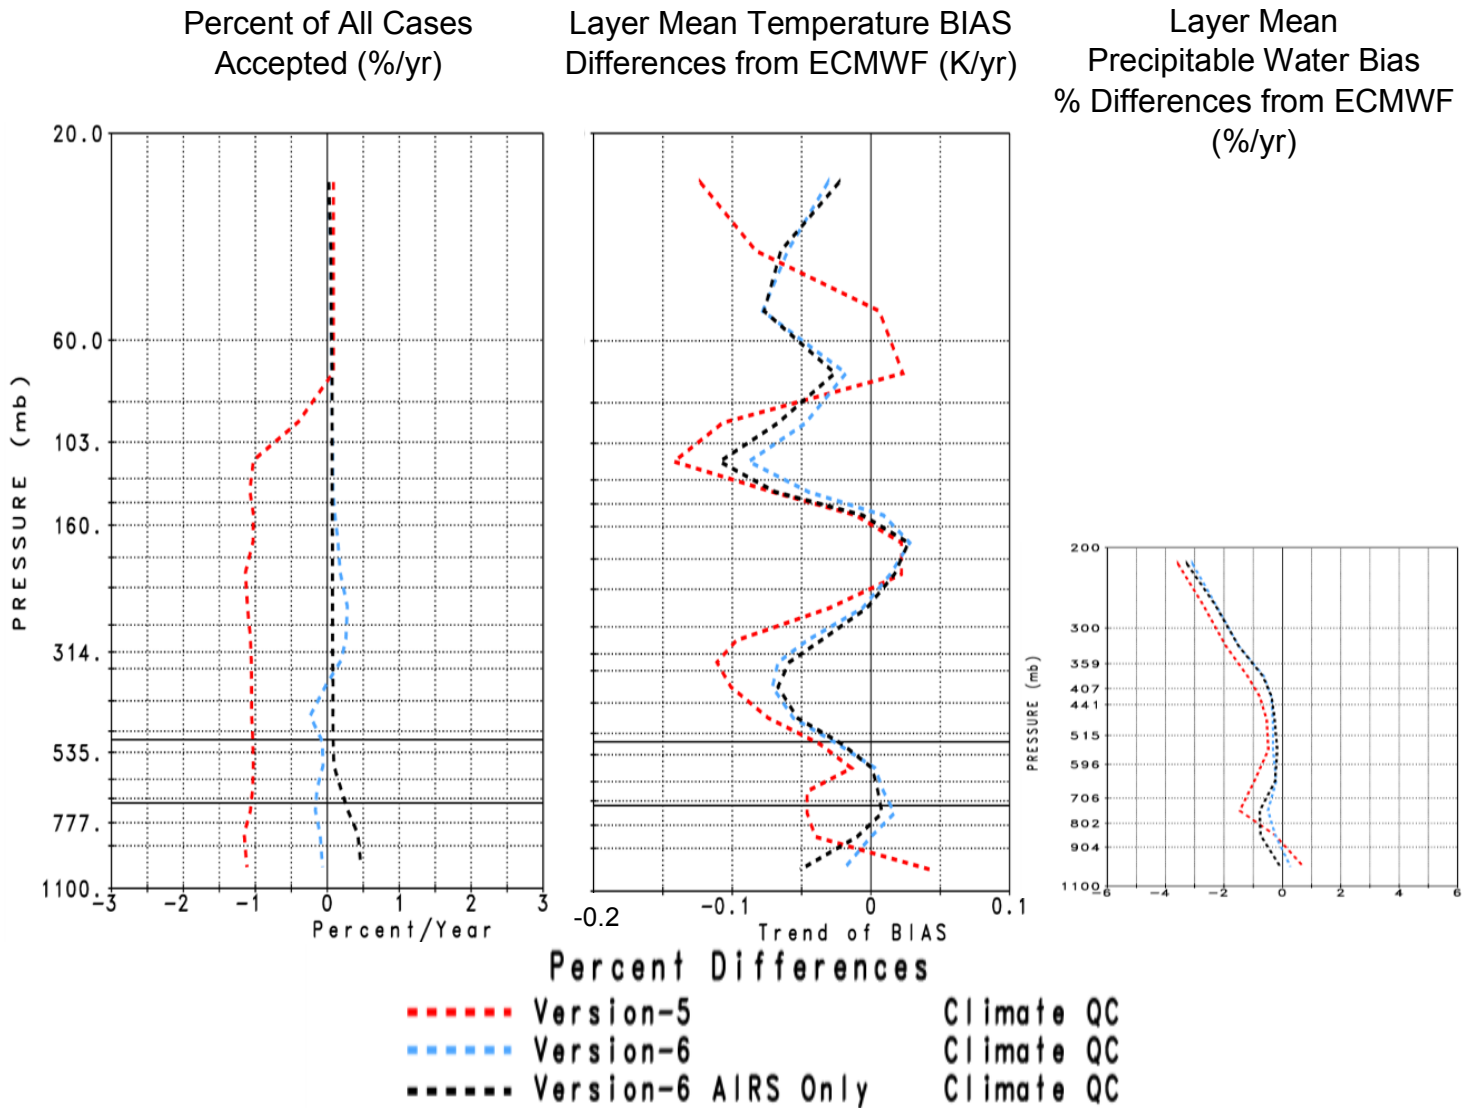 Percent of All Cases
Accepted (%/yr)
Layer Mean Temperature BIAS
Differences from ECMWF (K/yr)
Layer Mean
Precipitable Water Bias
% Differences from ECMWF
(%/yr)
PRESSURE (mb)
20.0
60.0
103.
160.
314.
535.
777.
1100.
-3 -2 -1 0 1 2 3
Percent/Year
-0.2 -0.1 0 0.1
Trend of BIAS
PRESSURE (mb)
200
300
359
407
441
515
596
706
802
904
1100
-6 -4 -2 0 2 4 6
Percent Differences
Version-5 Climate QC
Version-6 Climate QC
Version-6 AIRS Only Climate QC